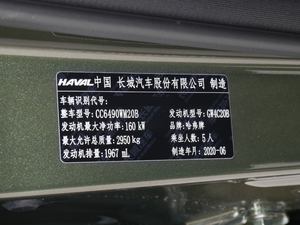 HAVAL 中国 长城汽车股份有限公司 制造
车辆识别代号:
整车型号: CC6490WM20B 发动机型号: GW4C20B
发动机最大净功率: 160 kW 品牌: 哈弗牌
最大允许总质量: 2950 kg 乘坐人数: 5人
发动机排量: 1967 mL 制造年月: 2020-06